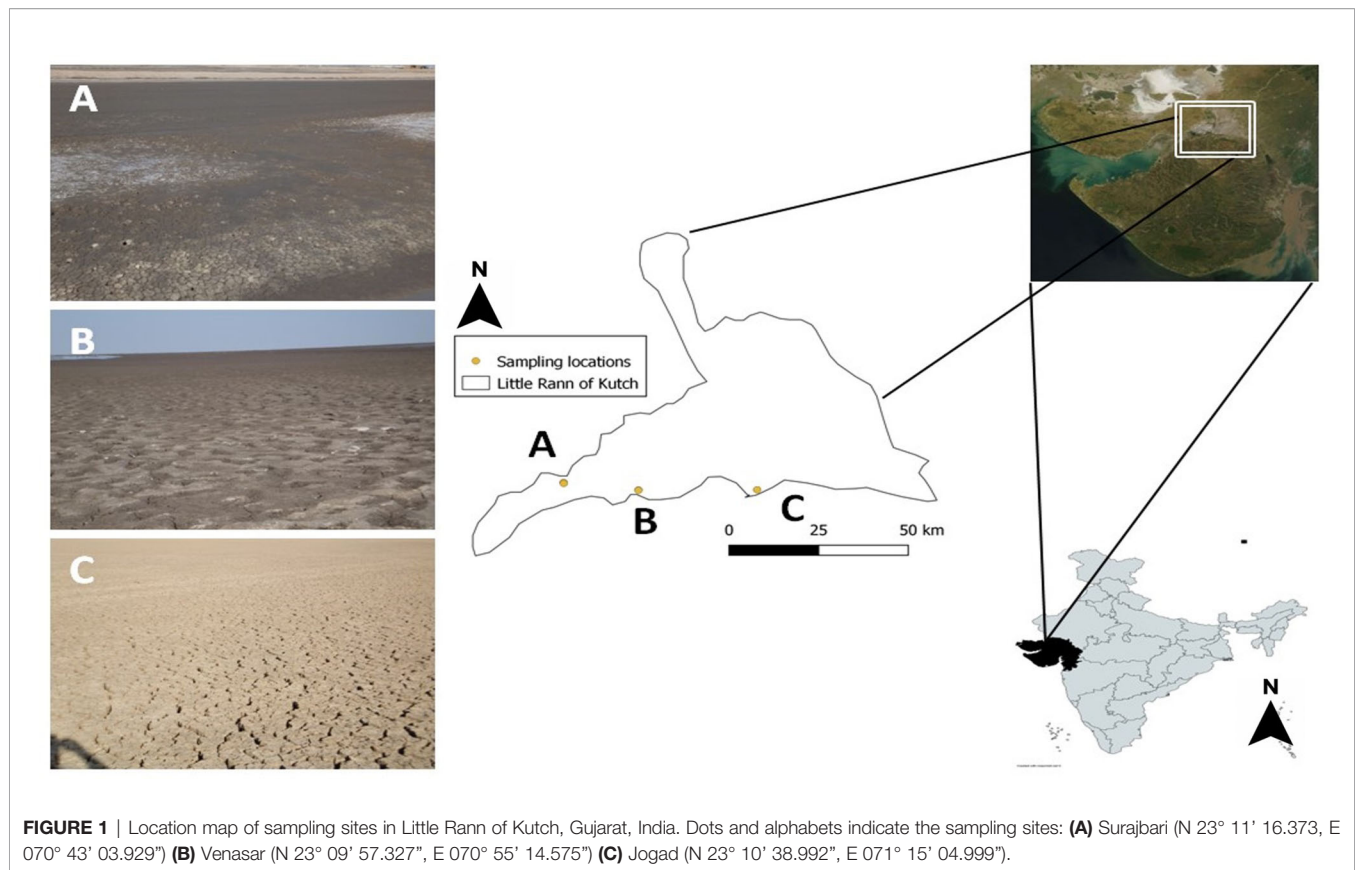 A
B
C
N
Sampling locations
Little Rann of Kutch
A
B
C
0 25 50 km
N
FIGURE 1 | Location map of sampling sites in Little Rann of Kutch, Gujarat, India. Dots and alphabets indicate the sampling sites: (A) Surajbari (N 23° 11’ 16.373, E
070° 43’ 03.929”) (B) Venasar (N 23° 09’ 57.327”, E 070° 55’ 14.575”) (C) Jogad (N 23° 10’ 38.992”, E 071° 15’ 04.999”).